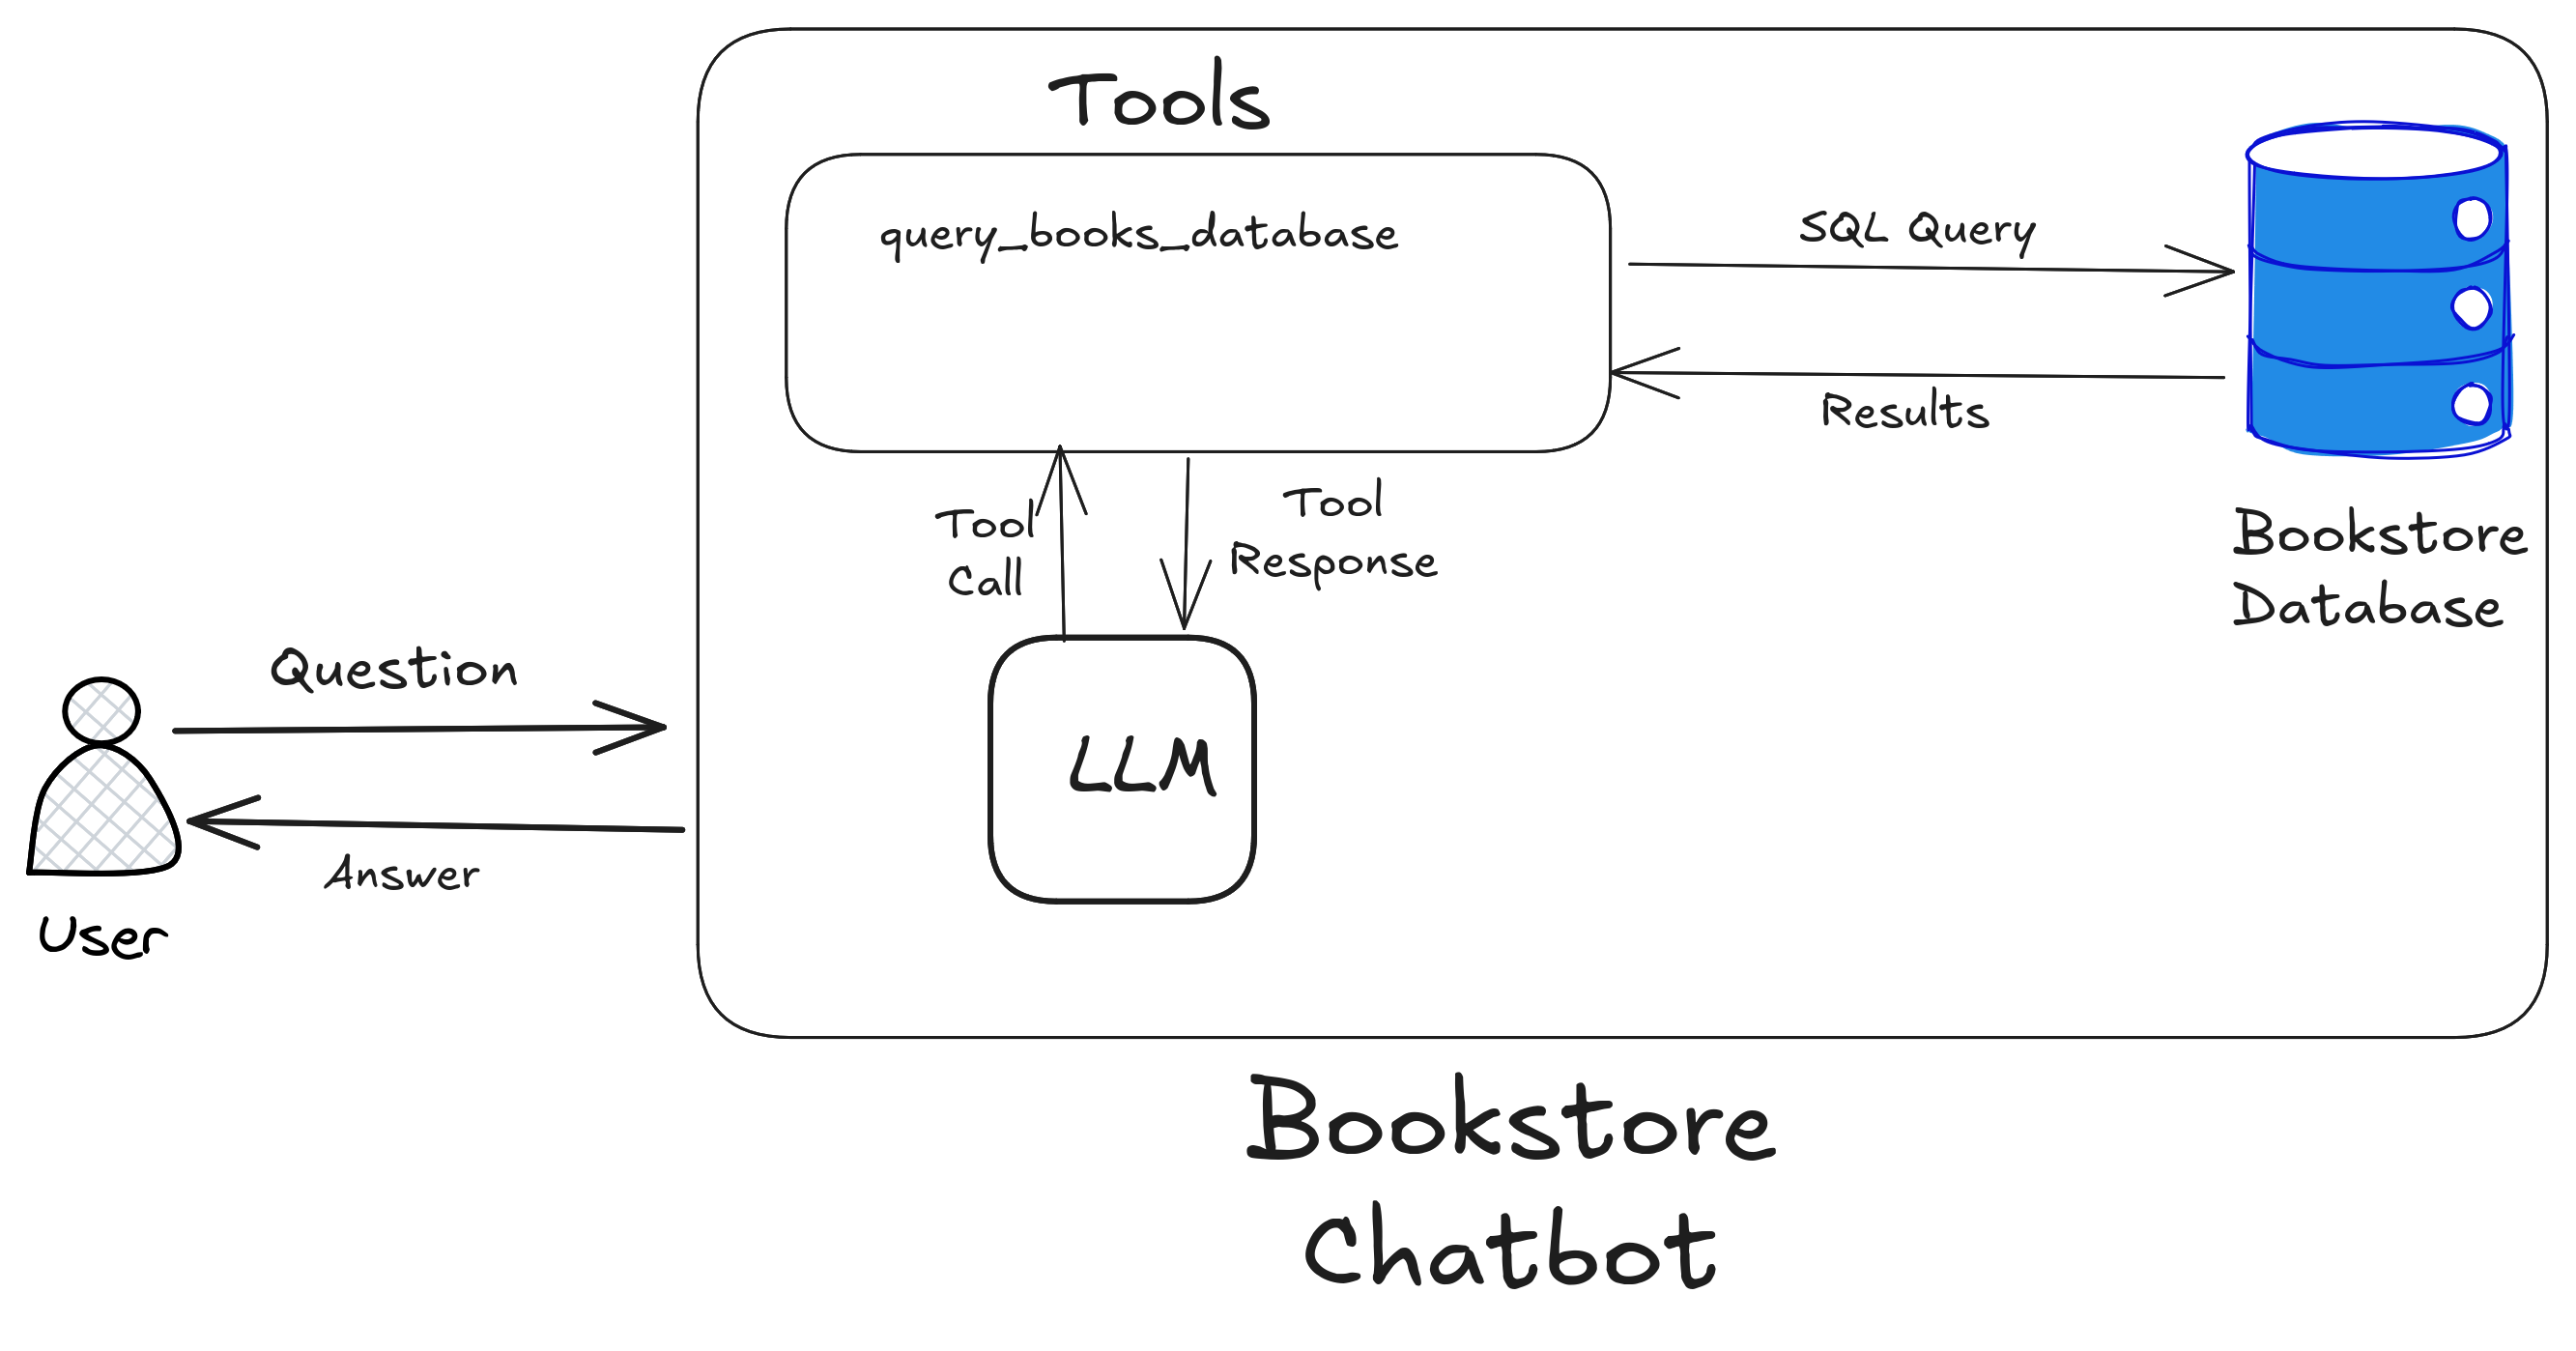 Tools
query_books_database
SQL Query
Results
Tool
Call
Tool
Response
Bookstore
Database
Question
LLM
Answer
User
Bookstore
Chatbot